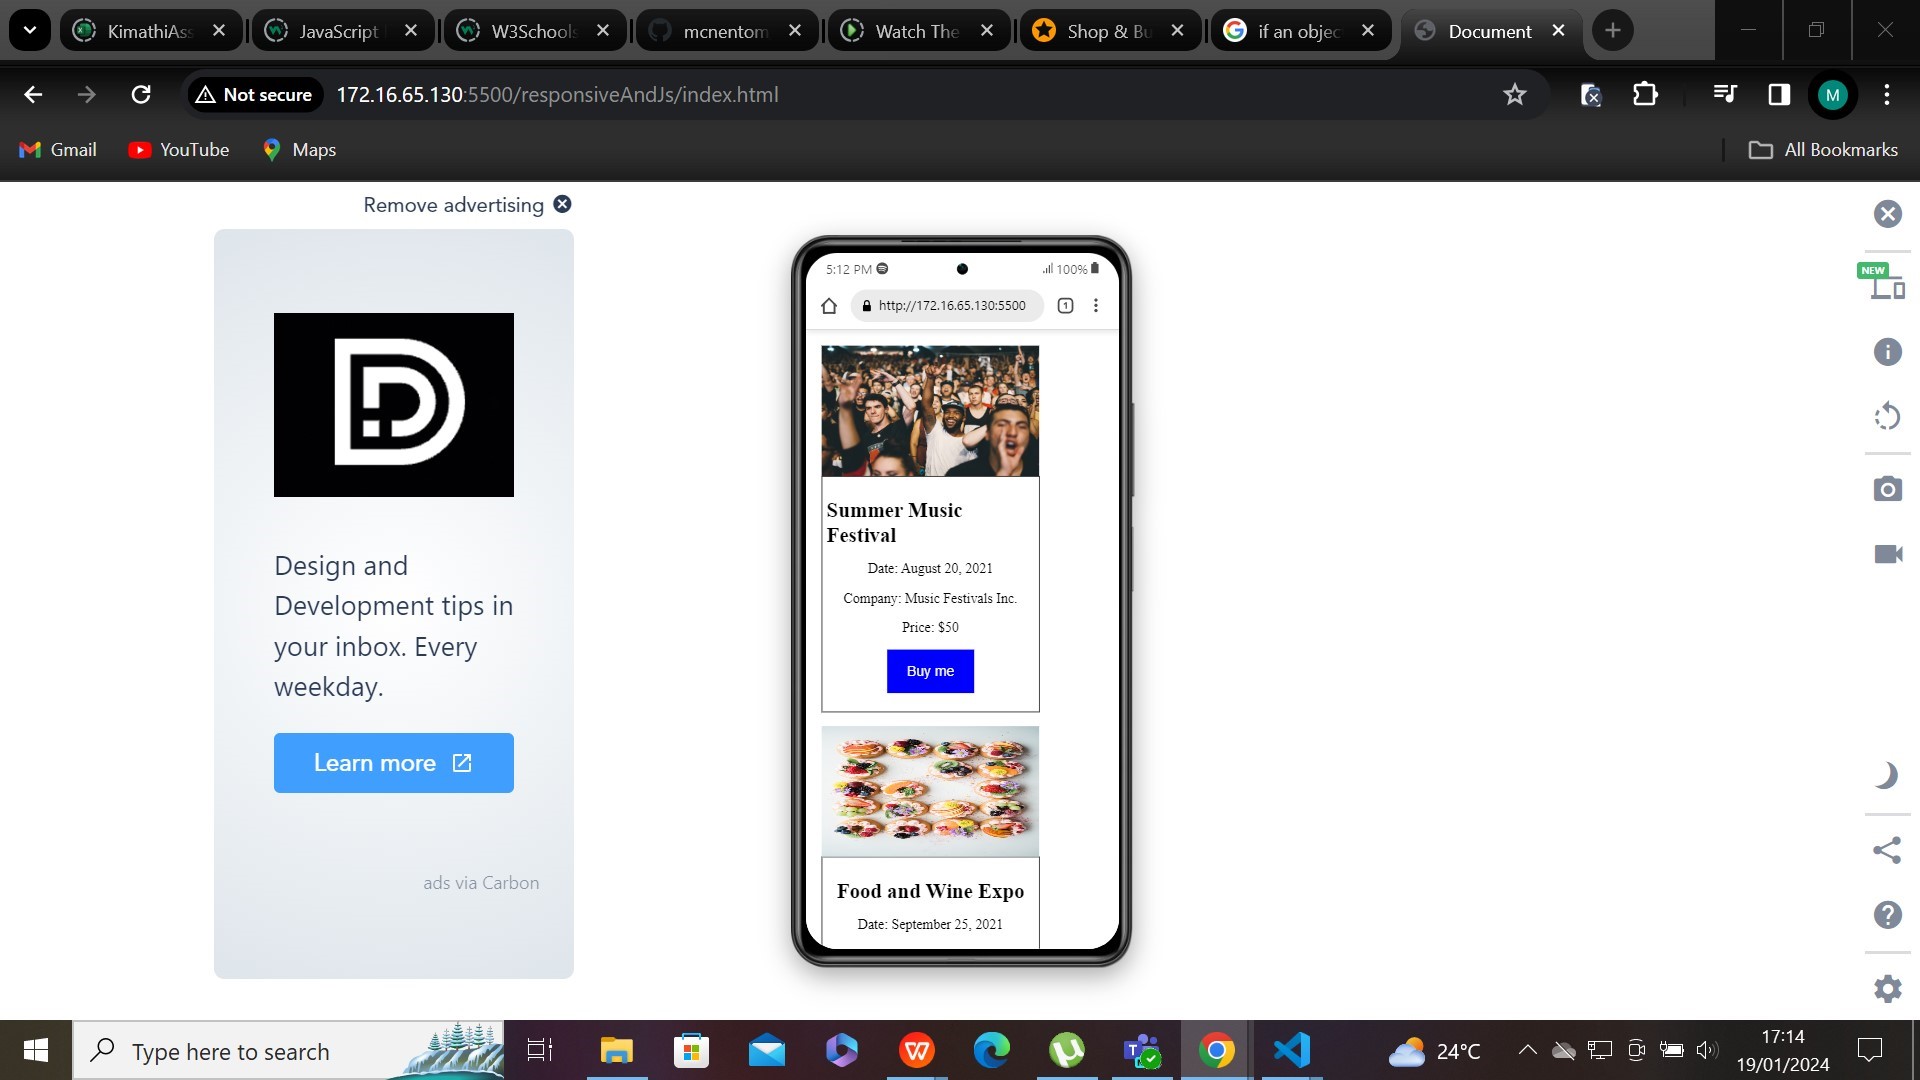 KimathiAss
JavaScript
W3Schools
mcnentom
Watch The
Shop & Bu
if an objec
Document
Not secure
172.16.65.130:5500/responsiveAndJs/index.html
M
Gmail
YouTube
Maps
All Bookmarks
Remove advertising
Design and
Development tips in
your inbox. Every
weekday.
Learn more
ads via Carbon
5:12 PM
100%
http://172.16.65.130:5500
1
Summer Music
Festival
Date: August 20, 2021
Company: Music Festivals Inc.
Price: $50
Buy me
Food and Wine Expo
Date: September 25, 2021
NEW
Type here to search
24°C
17:14
19/01/2024